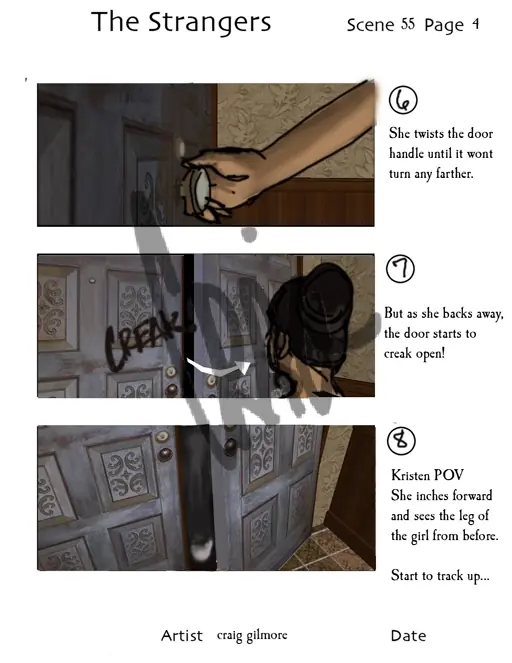 The Strangers
Scene 55 Page 4
6
She twists the door
handle until it wont
turn any farther.
7
But as she backs away,
the door starts to
creak open!
CREAK
8
Kristen POV
She inches forward
and sees the leg of
the girl from before.
Start to track up...
Artist craig gilmore
Date